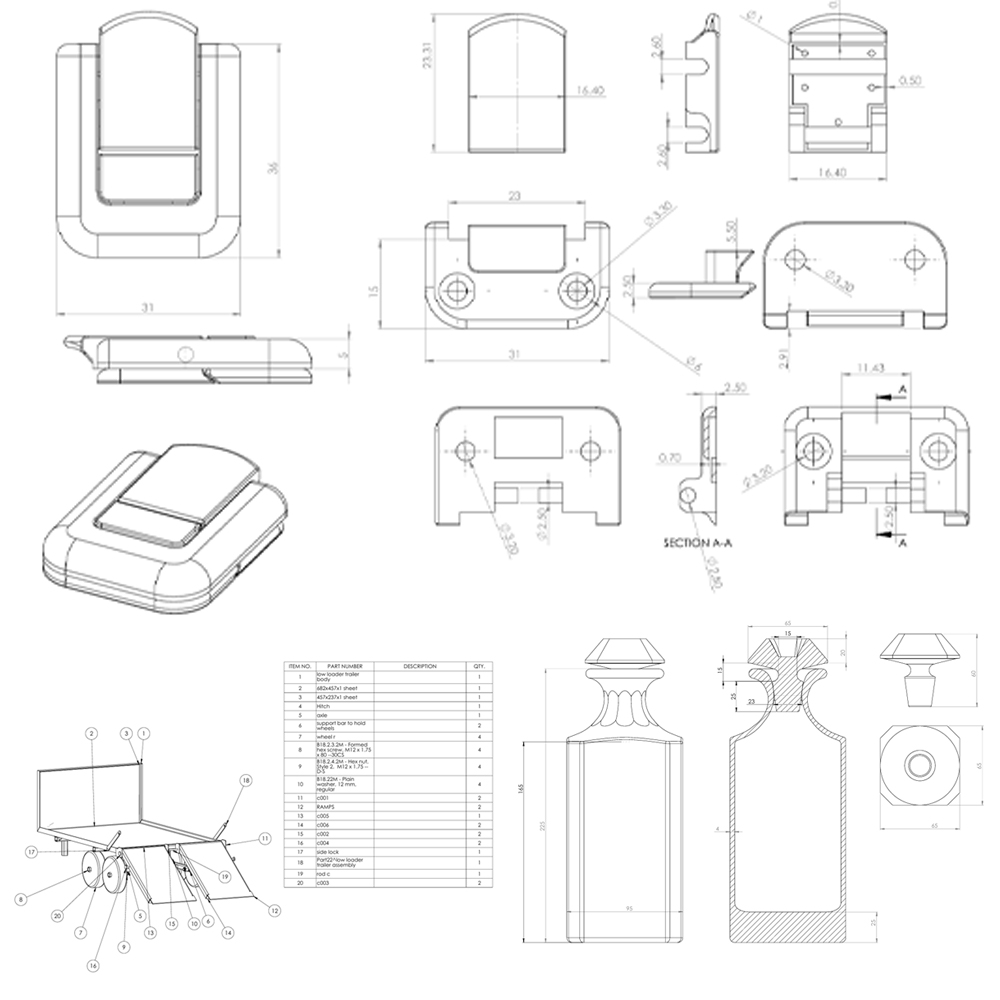 36
31
5
23.31
16.40
2.60
2.60
Ø1
0
0.50
16.40
23
Ø3.30
15
31
Ø6
5.50
2.50
Ø3.20
2.91
Ø3.20
2.50
2.50
0.70
SECTION A-A
11.43
A
Ø3.20
2.50
A
ITEM NO. PART NUMBER DESCRIPTION QTY.
1 low loader trailer body 1
2 682x457x1 sheet 1
3 457x237x1 sheet 1
4 Hitch 1
5 axle 1
6 support bar to hold wheels 2
7 wheel r 4
8 B18.2.3.2M - Formed hex screw, M12 x 1.75 x 80 --30CS 4
9 B18.2.4.2M - Hex nut, Style 2, M12 x 1.75 --D-S 4
10 B18.22M - Plain washer, 12 mm, regular 4
11 c001 2
12 RAMPS 2
13 c005 1
14 c006 2
15 c002 2
16 c004 2
17 side lock 1
18 Part22^low loader trailer assembly 1
19 rod c 1
20 c003 2
2
3
1
18
11
17
19
8
20
7
5
9
16
13
15
10
6
14
12
165
225
95
65
15
20
15
25
23
4
25
60
65
65